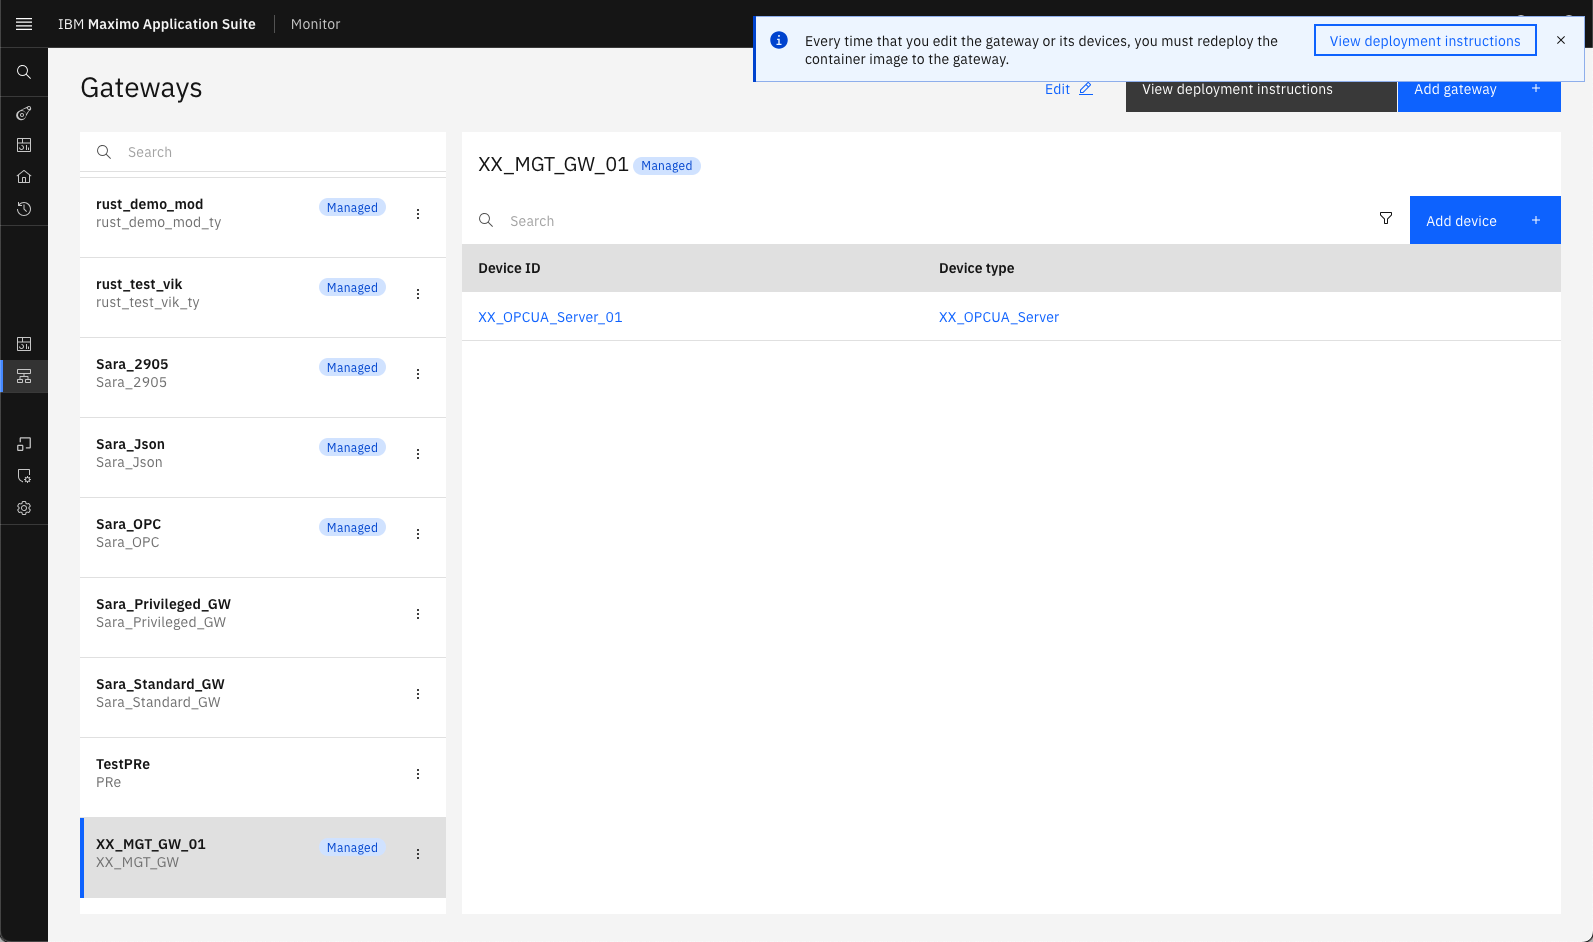 IBM Maximo Application Suite
Monitor
Every time that you edit the gateway or its devices, you must redeploy the
container image to the gateway.
View deployment instructions
Gateways
Edit
View deployment instructions
Add gateway
Search
rust_demo_mod
Managed
rust_demo_mod_ty
rust_test_vik
Managed
rust_test_vik_ty
Sara_2905
Managed
Sara_2905
Sara_Json
Managed
Sara_Json
Sara_OPC
Managed
Sara_OPC
Sara_Privileged_GW
Sara_Privileged_GW
Sara_Standard_GW
Sara_Standard_GW
TestPRe
PRe
XX_MGT_GW_01
Managed
XX_MGT_GW
XX_MGT_GW_01 Managed
Search
Add device
Device ID
Device type
XX_OPCUA_Server_01
XX_OPCUA_Server